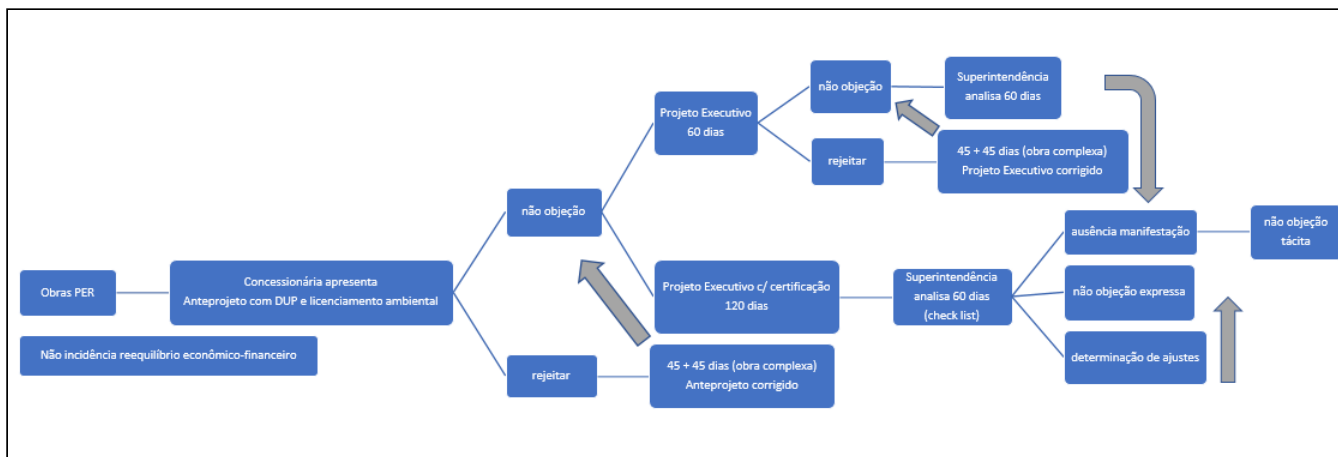 Obras PER
Não incidência reequilíbrio econômico-financeiro
Concessionária apresenta
Anteprojeto com DUP e licenciamento ambiental
não objeção
rejeitar
Projeto Executivo
60 dias
Projeto Executivo c/ certificação
120 dias
45 + 45 dias (obra complexa)
Anteprojeto corrigido
não objeção
rejeitar
Superintendência
analisa 60 dias
45 + 45 dias (obra complexa)
Projeto Executivo corrigido
Superintendência
analisa 60 dias
(check list)
ausência manifestação
não objeção expressa
determinação de ajustes
não objeção
tácita